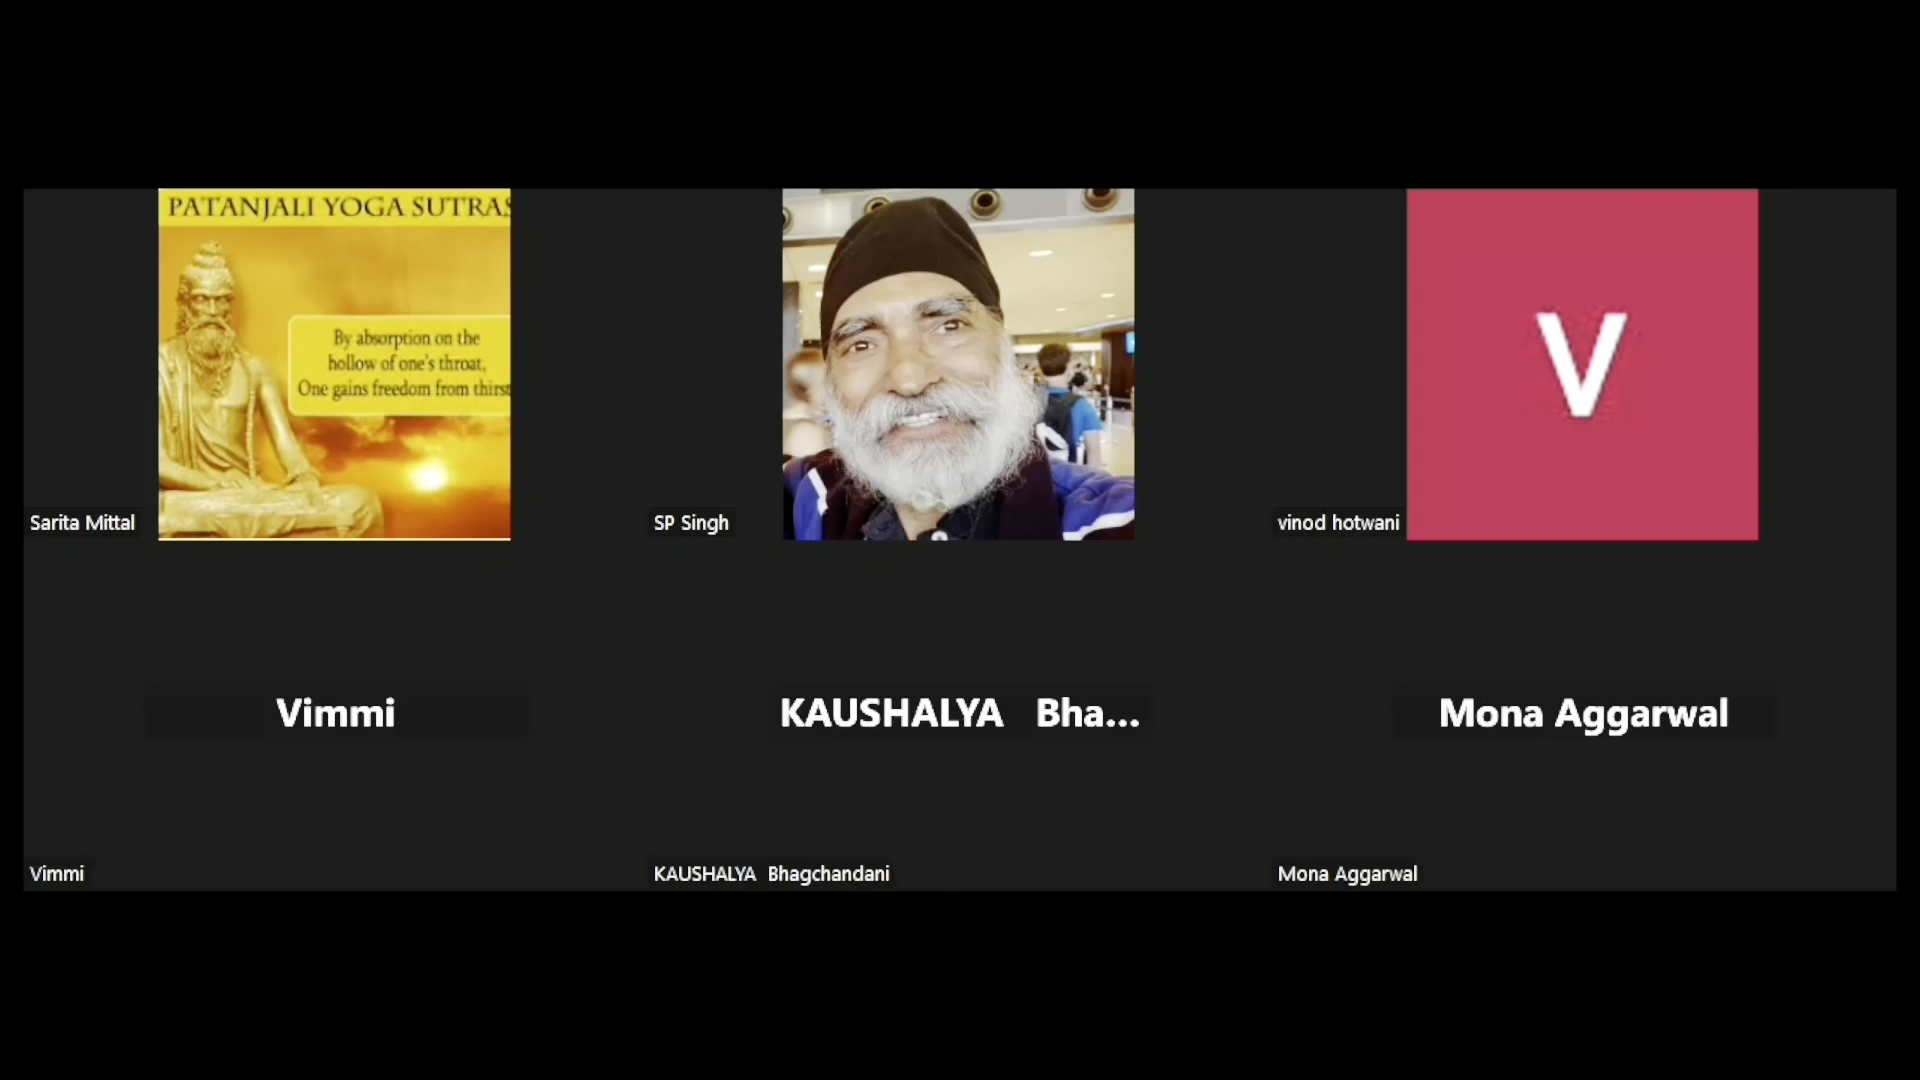 PATANJALI YOGA SUTRAS
By absorption on the
hollow of one's throat,
One gains freedom from thirst
Sarita Mittal
SP Singh
V
vinod hotwani
Vimmi
KAUSHALYA Bha...
Mona Aggarwal
Vimmi
KAUSHALYA Bhagchandani
Mona Aggarwal